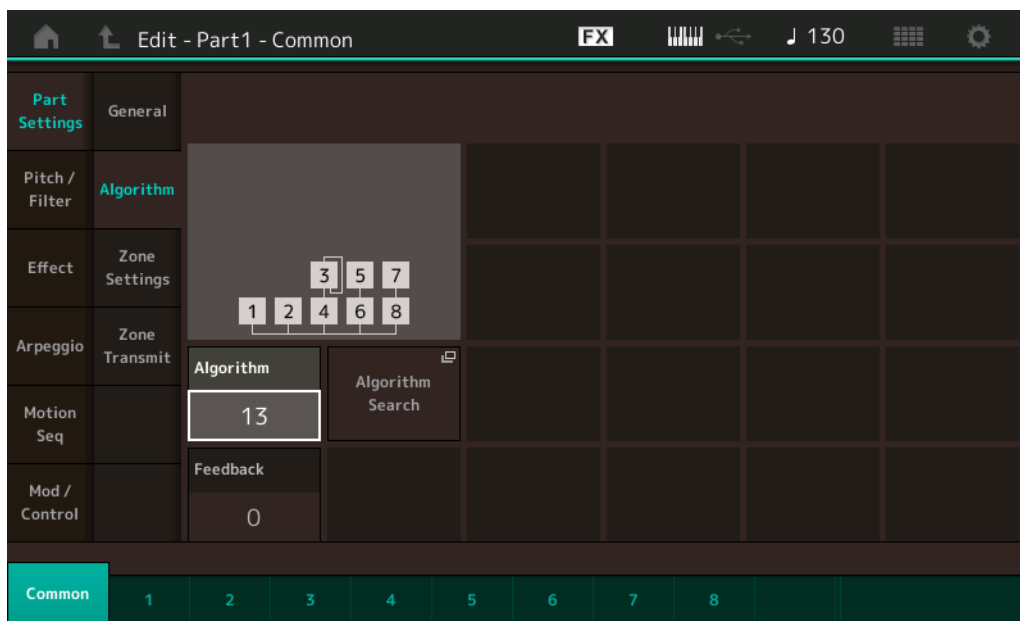 Edit - Part1 - Common
FX
♩ 130
Part
Settings
General
Pitch /
Filter
Algorithm
Effect
Zone
Settings
3 5 7
1 2 4 6 8
Arpeggio
Zone
Transmit
Algorithm
13
Algorithm
Search
Motion
Seq
Feedback
0
Mod /
Control
Common 1 2 3 4 5 6 7 8